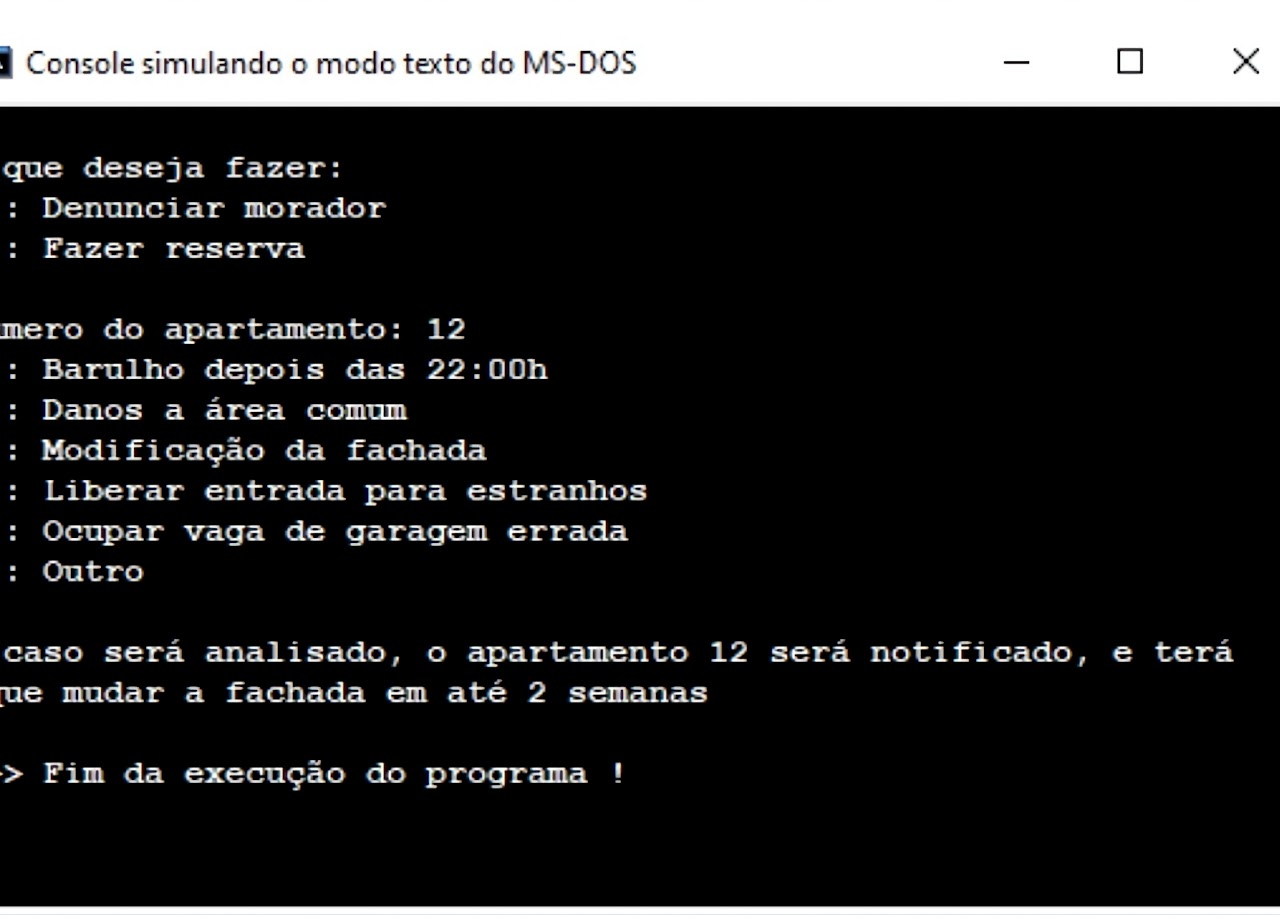 Console simulando o modo texto do MS-DOS
que deseja fazer:
: Denunciar morador
: Fazer reserva
mero do apartamento: 12
: Barulho depois das 22:00h
: Danos a área comum
: Modificação da fachada
: Liberar entrada para estranhos
: Ocupar vaga de garagem errada
: Outro
caso será analisado, o apartamento 12 será notificado, e terá
que mudar a fachada em até 2 semanas
> Fim da execução do programa !